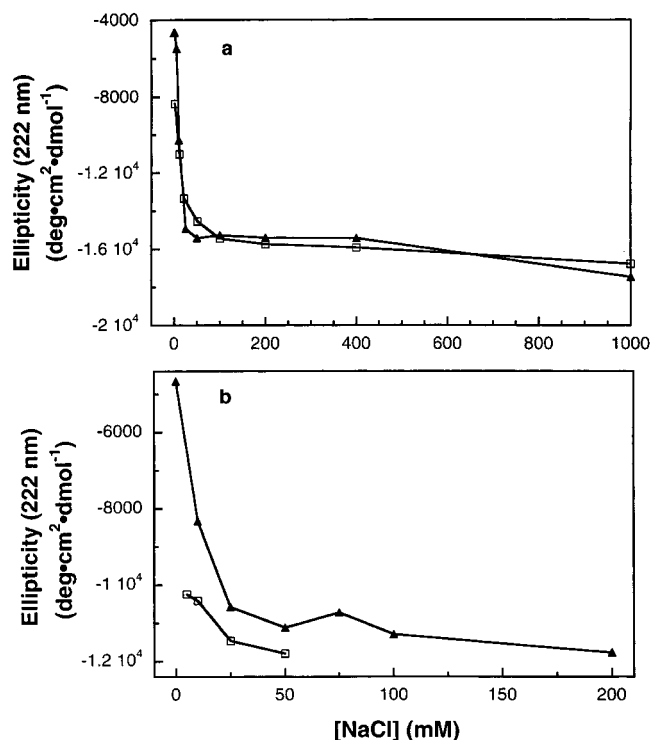 a
Ellipticity (222 nm)
(deg•cm²•dmol⁻¹)
-4000
-8000
-1.2 10⁴
-1.6 10⁴
-2 10⁴
0 200 400 600 800 1000
b
Ellipticity (222 nm)
(deg•cm²•dmol⁻¹)
-6000
-8000
-1 10⁴
-1.2 10⁴
0 50 100 150 200
[NaCl] (mM)